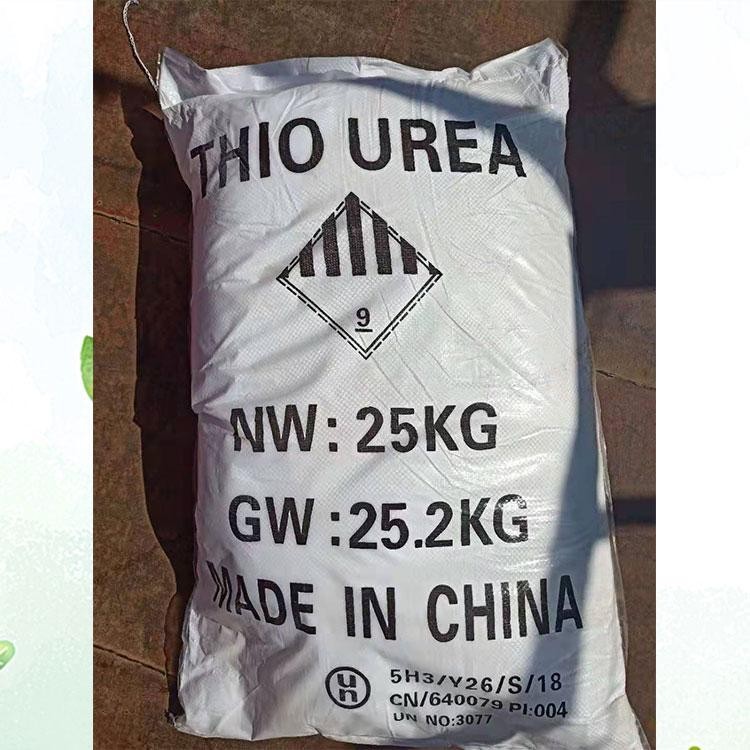 THIO UREA
9
NW: 25KG
GW:25.2KG
MADE IN CHINA
un
5H3/Y26/S/18
CN/640079 PI:004
UN NO:3077